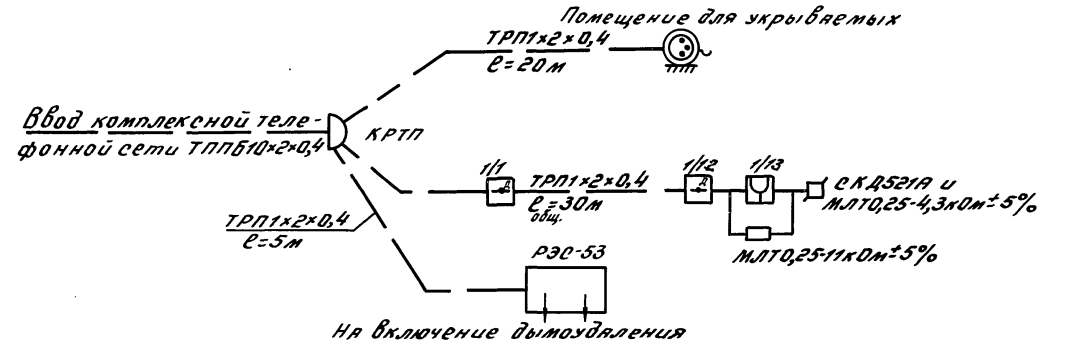 Помещение для укрываемых
ТРП1×2×0,4
ℓ=20м
Ввод комплексной теле-
фонной сети ТППБ10×2×0,4
КРТП
1/1
ТРП1×2×0,4
ℓ общ.=30м
1/12
1/13
с КД521А и
МЛТ0,25-4,3кОм±5%
МЛТ0,25-11кОм±5%
ТРП1×2×0,4
ℓ=5м
РЭС-53
На включение дымоудаления